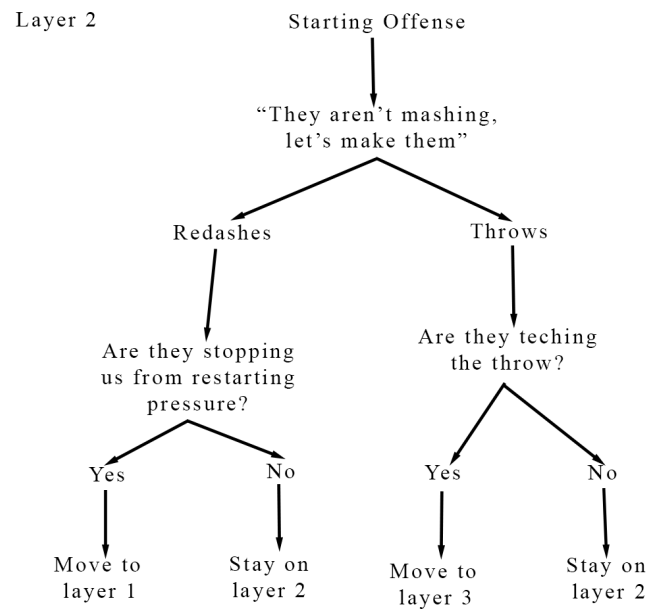 Layer 2
Starting Offense
“They aren’t mashing,
let’s make them”
Redashes
Throws
Are they stopping
us from restarting
pressure?
Are they teching
the throw?
Yes
No
Yes
No
Move to
layer 1
Stay on
layer 2
Move to
layer 3
Stay on
layer 2